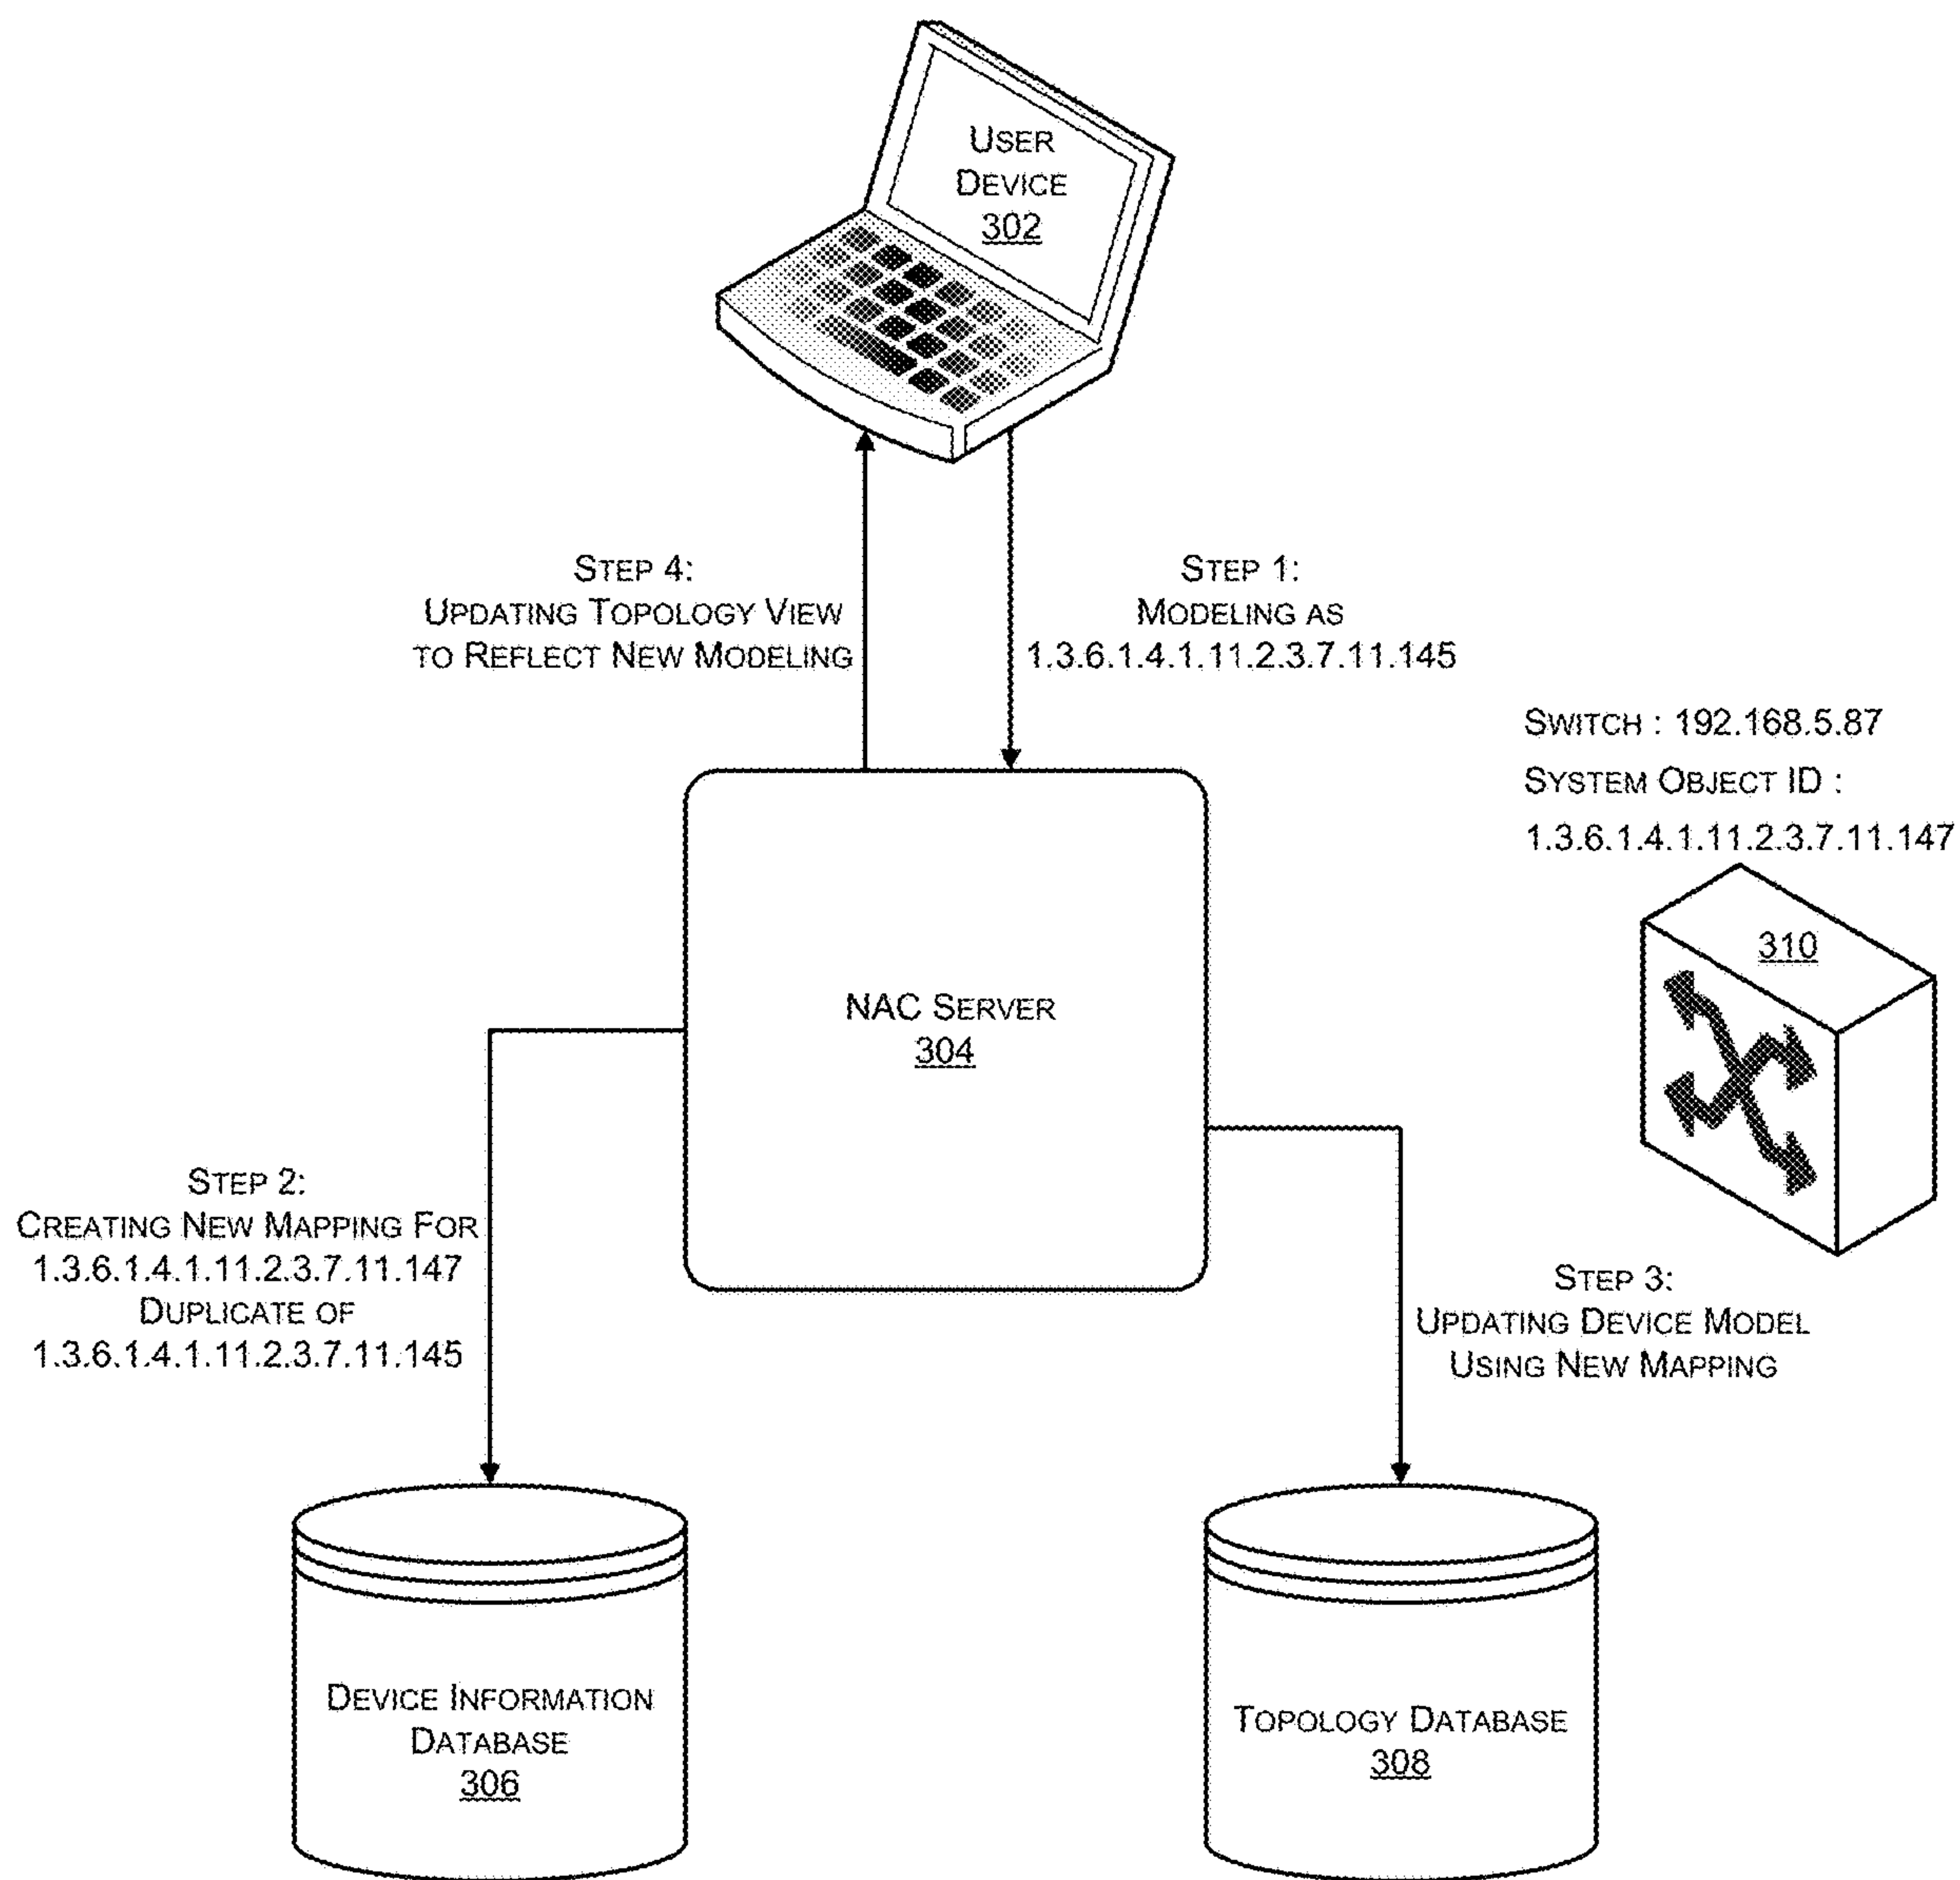 USER
DEVICE
302
STEP 4:
UPDATING TOPOLOGY VIEW
TO REFLECT NEW MODELING
STEP 1:
MODELING AS
1.3.6.1.4.1.11.2.3.7.11.145
SWITCH : 192.168.5.87
SYSTEM OBJECT ID :
1.3.6.1.4.1.11.2.3.7.11.147
310
NAC SERVER
304
STEP 2:
CREATING NEW MAPPING FOR
1.3.6.1.4.1.11.2.3.7.11.147
DUPLICATE OF
1.3.6.1.4.1.11.2.3.7.11.145
STEP 3:
UPDATING DEVICE MODEL
USING NEW MAPPING
DEVICE INFORMATION
DATABASE
306
TOPOLOGY DATABASE
308